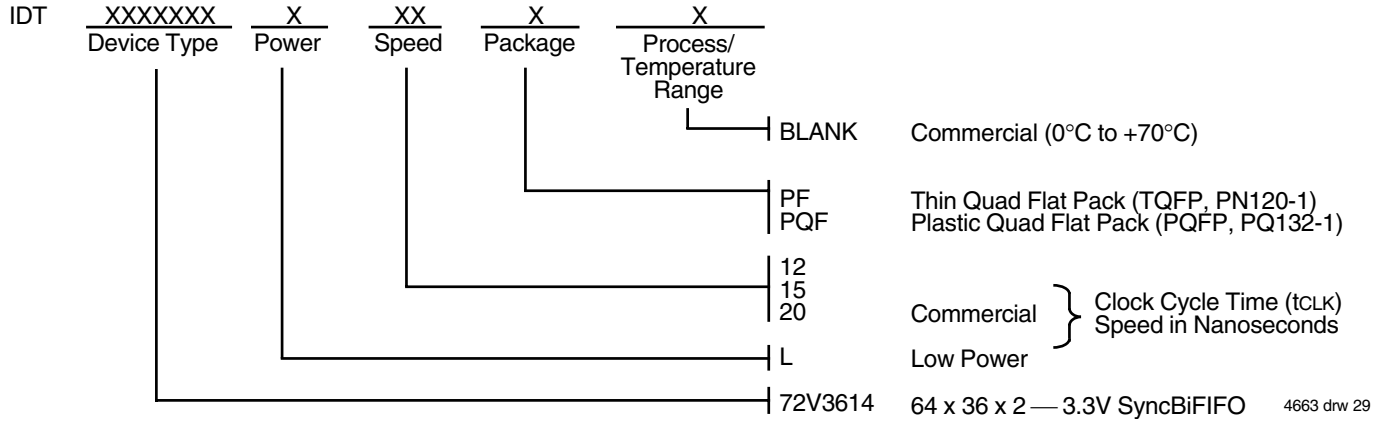 IDT XXXXXXX X XX X X
Device Type Power Speed Package Process/
Temperature
Range
BLANK Commercial (0°C to +70°C)
PF Thin Quad Flat Pack (TQFP, PN120-1)
PQF Plastic Quad Flat Pack (PQFP, PQ132-1)
12
15
20
Commercial
Clock Cycle Time (tCLK)
Speed in Nanoseconds
L Low Power
72V3614 64 x 36 x 2 — 3.3V SyncBiFIFO 4663 drw 29